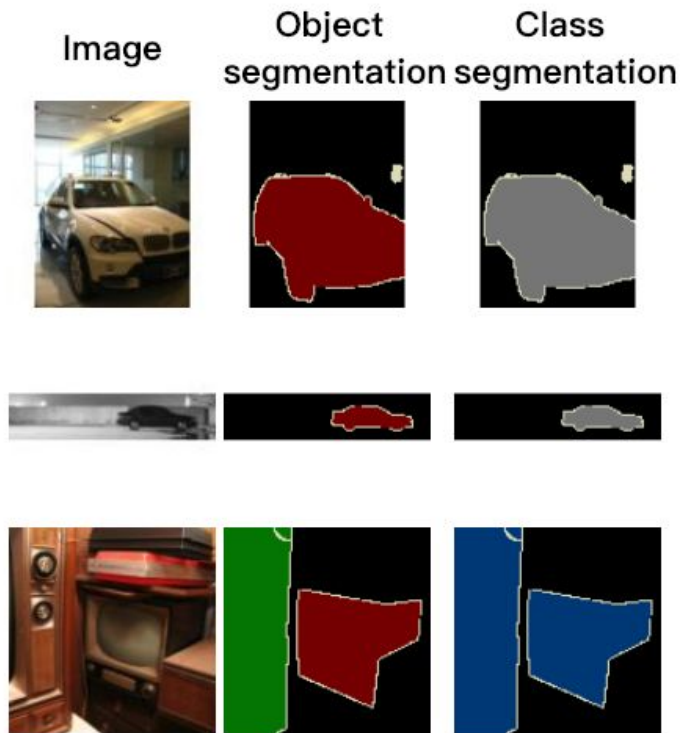 Image
Object
segmentation
Class
segmentation